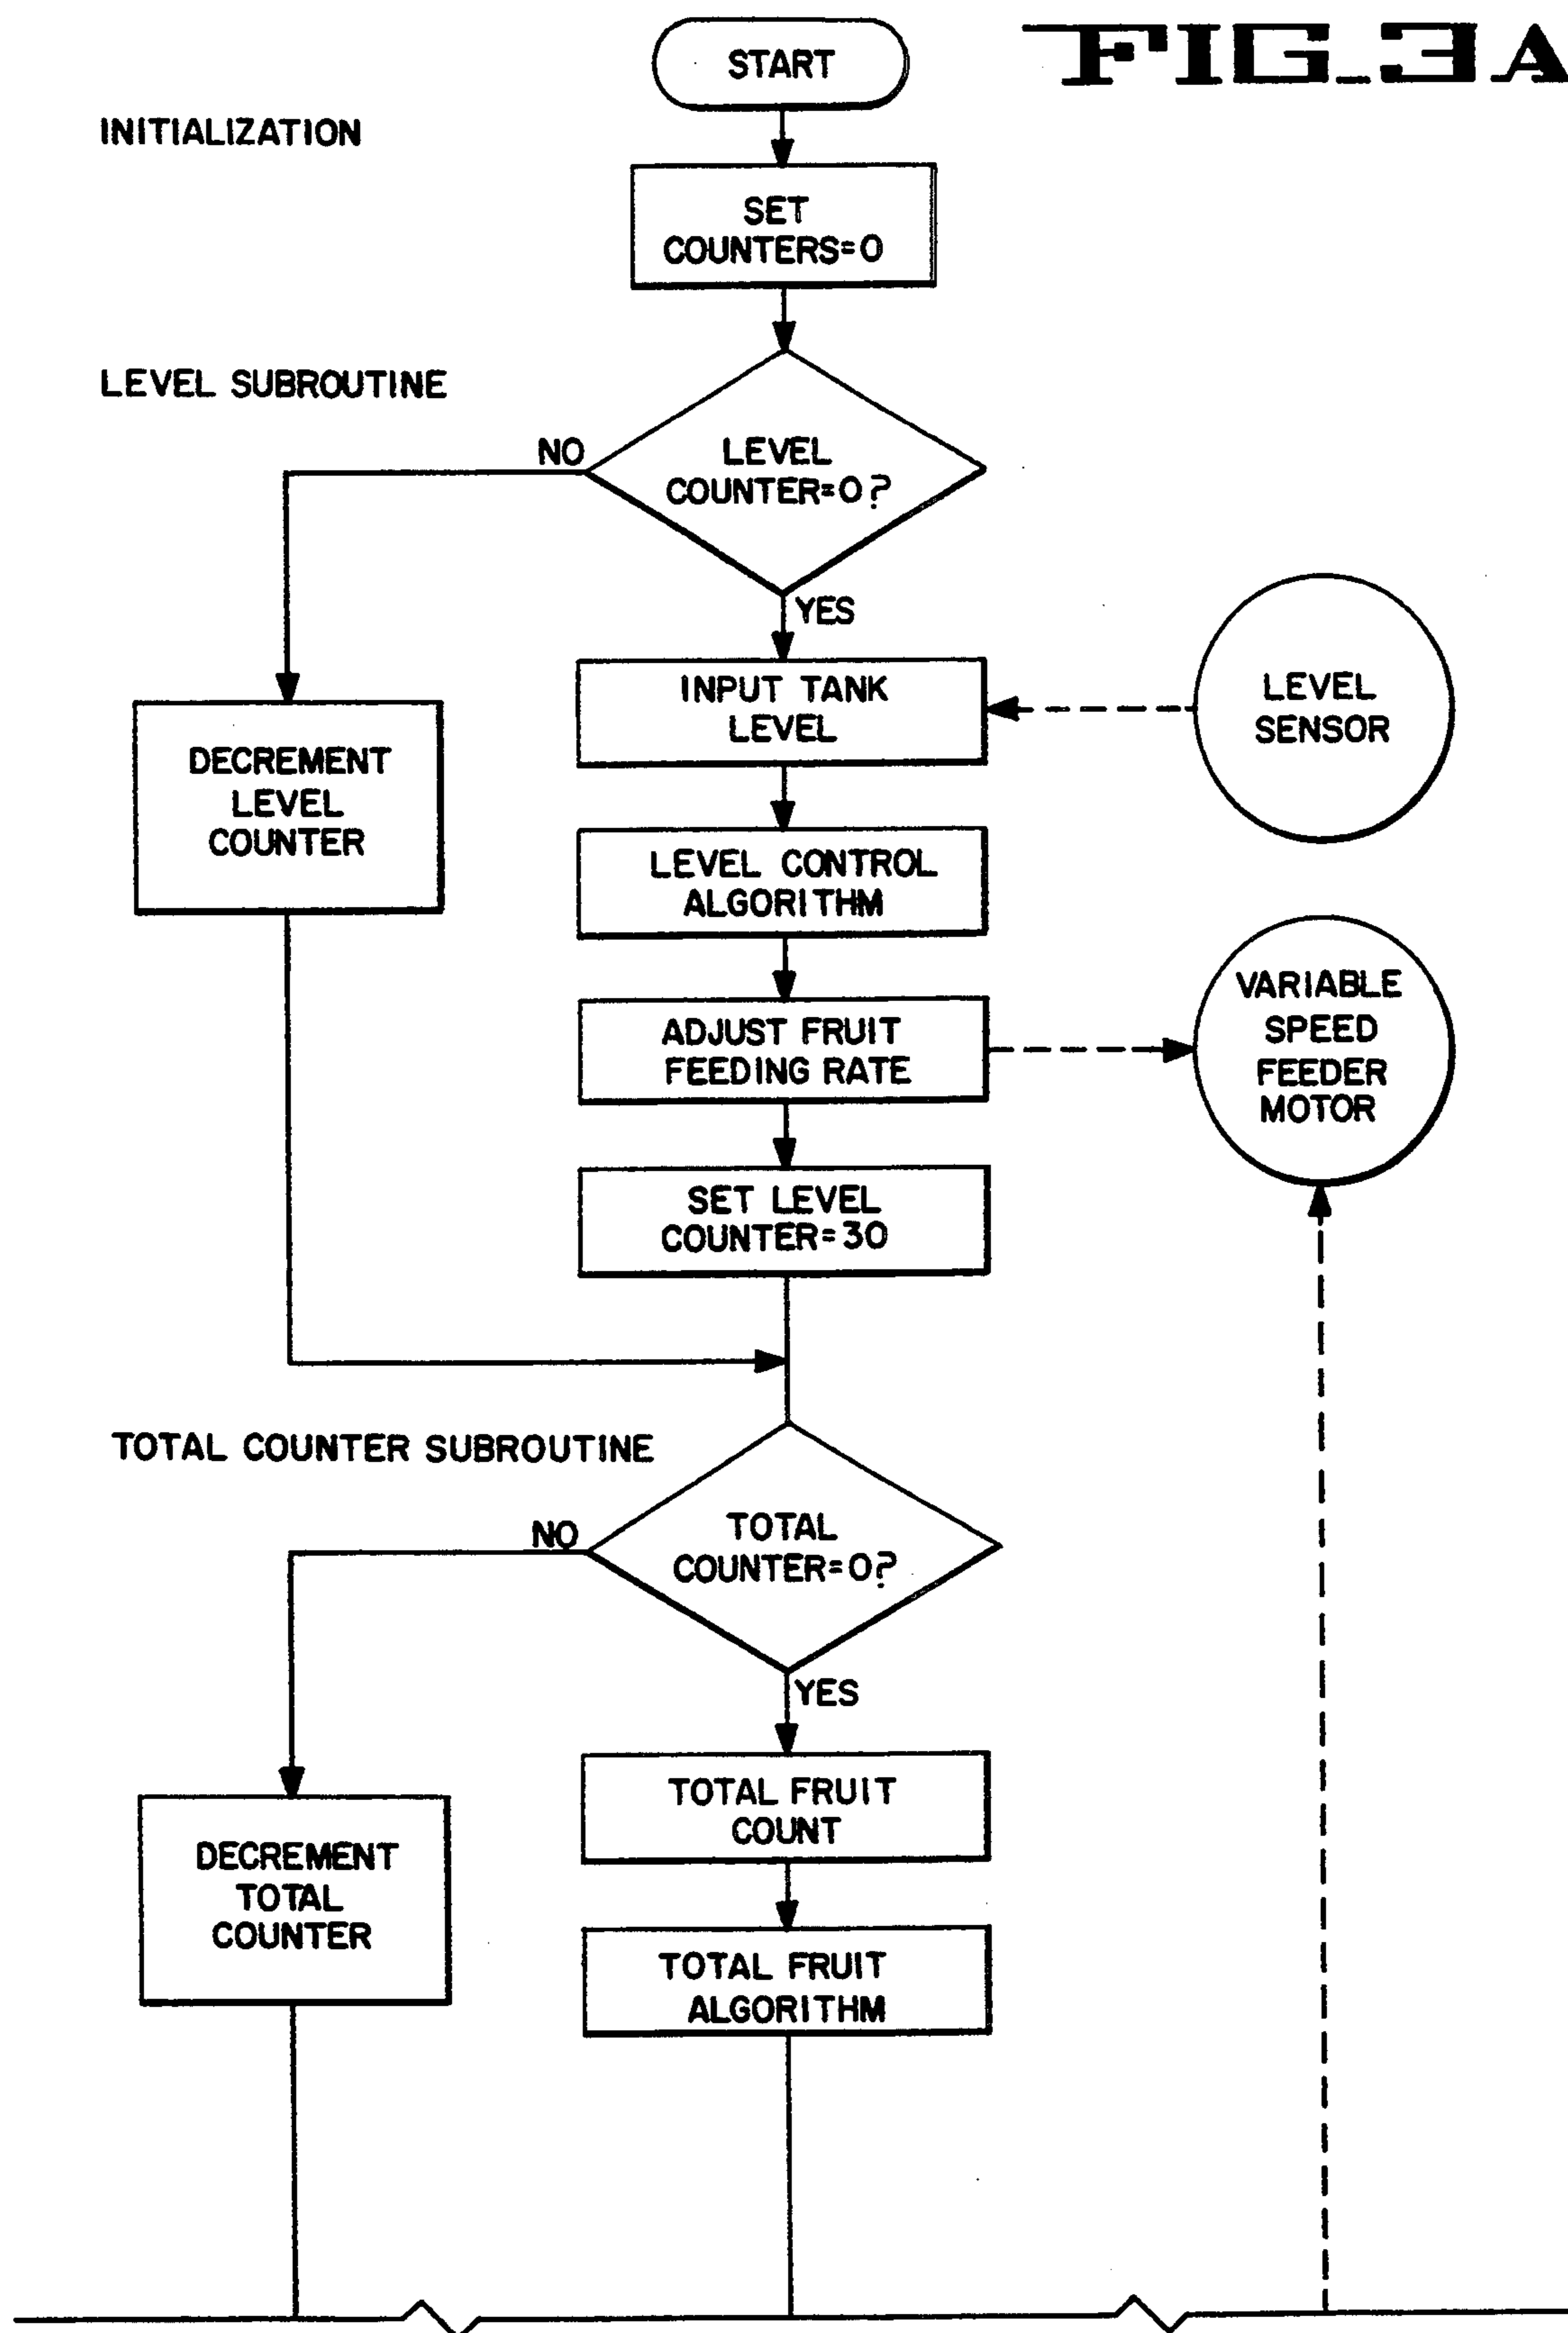 START
FIG_3A
INITIALIZATION
SET
COUNTERS=0
LEVEL SUBROUTINE
NO
LEVEL
COUNTER=0?
YES
INPUT TANK
LEVEL
LEVEL
SENSOR
DECREMENT
LEVEL
COUNTER
LEVEL CONTROL
ALGORITHM
ADJUST FRUIT
FEEDING RATE
VARIABLE
SPEED
FEEDER
MOTOR
SET LEVEL
COUNTER=30
TOTAL COUNTER SUBROUTINE
NO
TOTAL
COUNTER=0?
YES
TOTAL FRUIT
COUNT
DECREMENT
TOTAL
COUNTER
TOTAL FRUIT
ALGORITHM